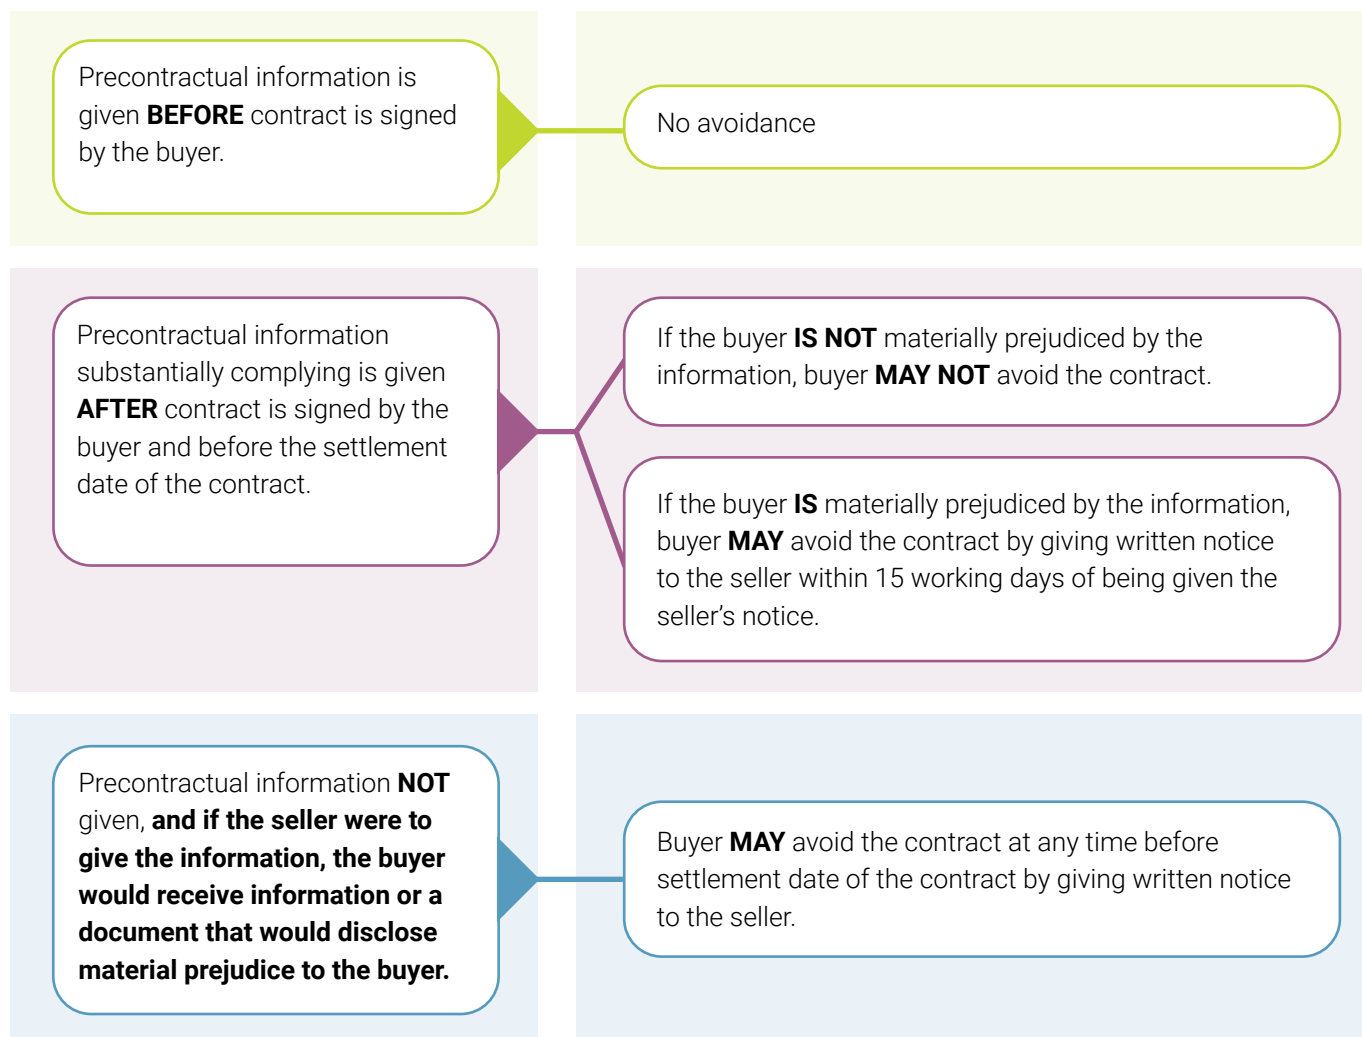 Precontractual information is
given BEFORE contract is signed
by the buyer.
No avoidance
Precontractual information
substantially complying is given
AFTER contract is signed by the
buyer and before the settlement
date of the contract.
If the buyer IS NOT materially prejudiced by the
information, buyer MAY NOT avoid the contract.
If the buyer IS materially prejudiced by the information,
buyer MAY avoid the contract by giving written notice
to the seller within 15 working days of being given the
seller’s notice.
Precontractual information NOT
given, and if the seller were to
give the information, the buyer
would receive information or a
document that would disclose
material prejudice to the buyer.
Buyer MAY avoid the contract at any time before
settlement date of the contract by giving written notice
to the seller.